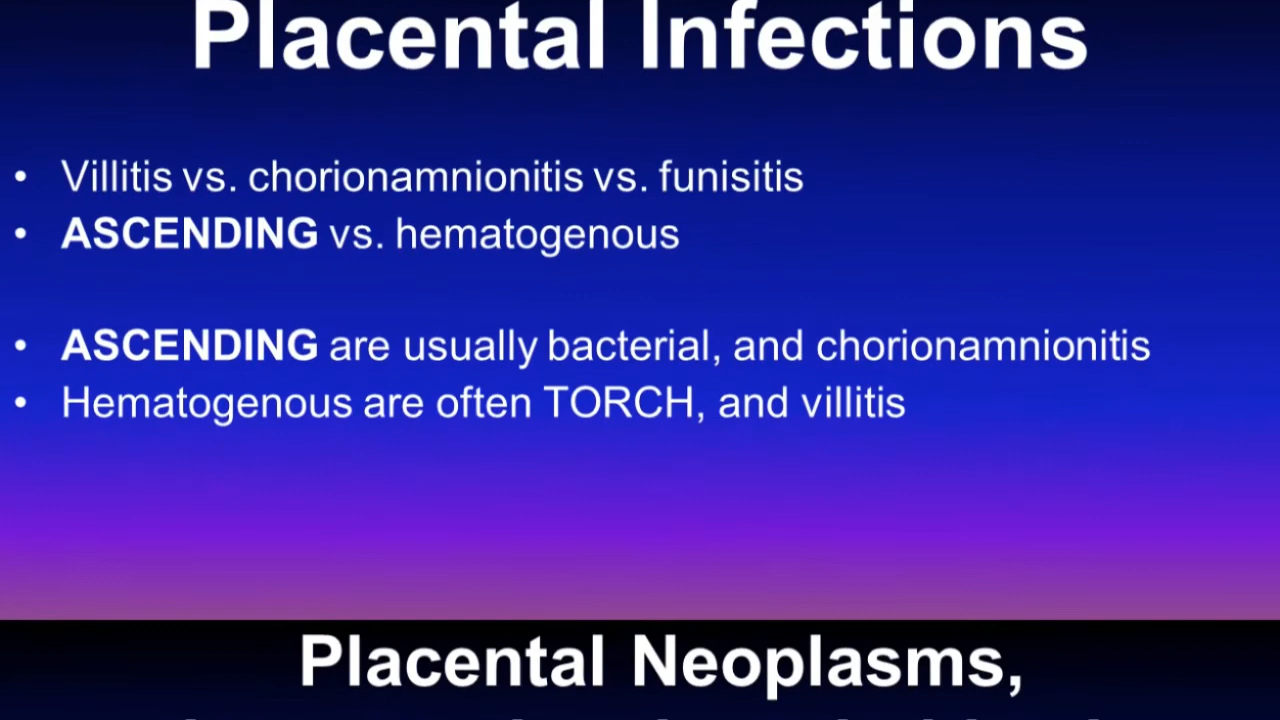 Placental Infections
• Villitis vs. chorionamnionitis vs. funisitis
• ASCENDING vs. hematogenous
• ASCENDING are usually bacterial, and chorionamnionitis
• Hematogenous are often TORCH, and villitis
Placental Neoplasms,